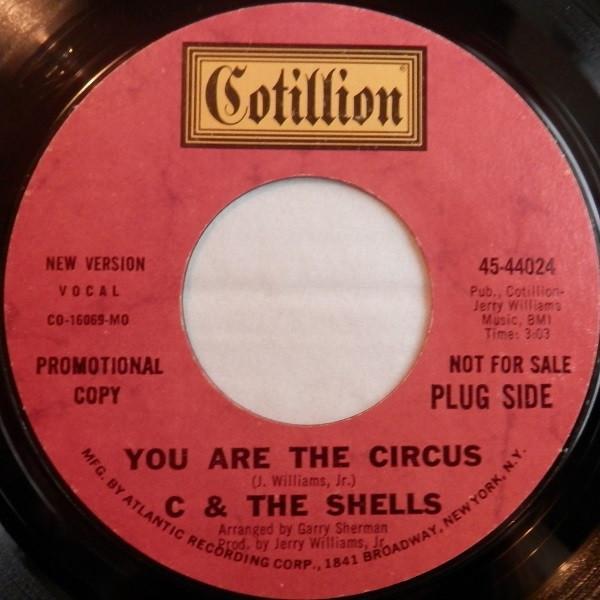 Cotillion
®
NEW VERSION
VOCAL
CO-16069-MO
PROMOTIONAL
COPY
45-44024
Pub., Cotillion-
Jerry Williams
Music, BMI
Time: 3:03
NOT FOR SALE
PLUG SIDE
YOU ARE THE CIRCUS
(J. Williams, Jr.)
C & THE SHELLS
Arranged by Garry Sherman
Prod. by Jerry Williams, Jr.
MFG. BY ATLANTIC RECORDING CORP., 1841 BROADWAY, NEW YORK, N.Y.